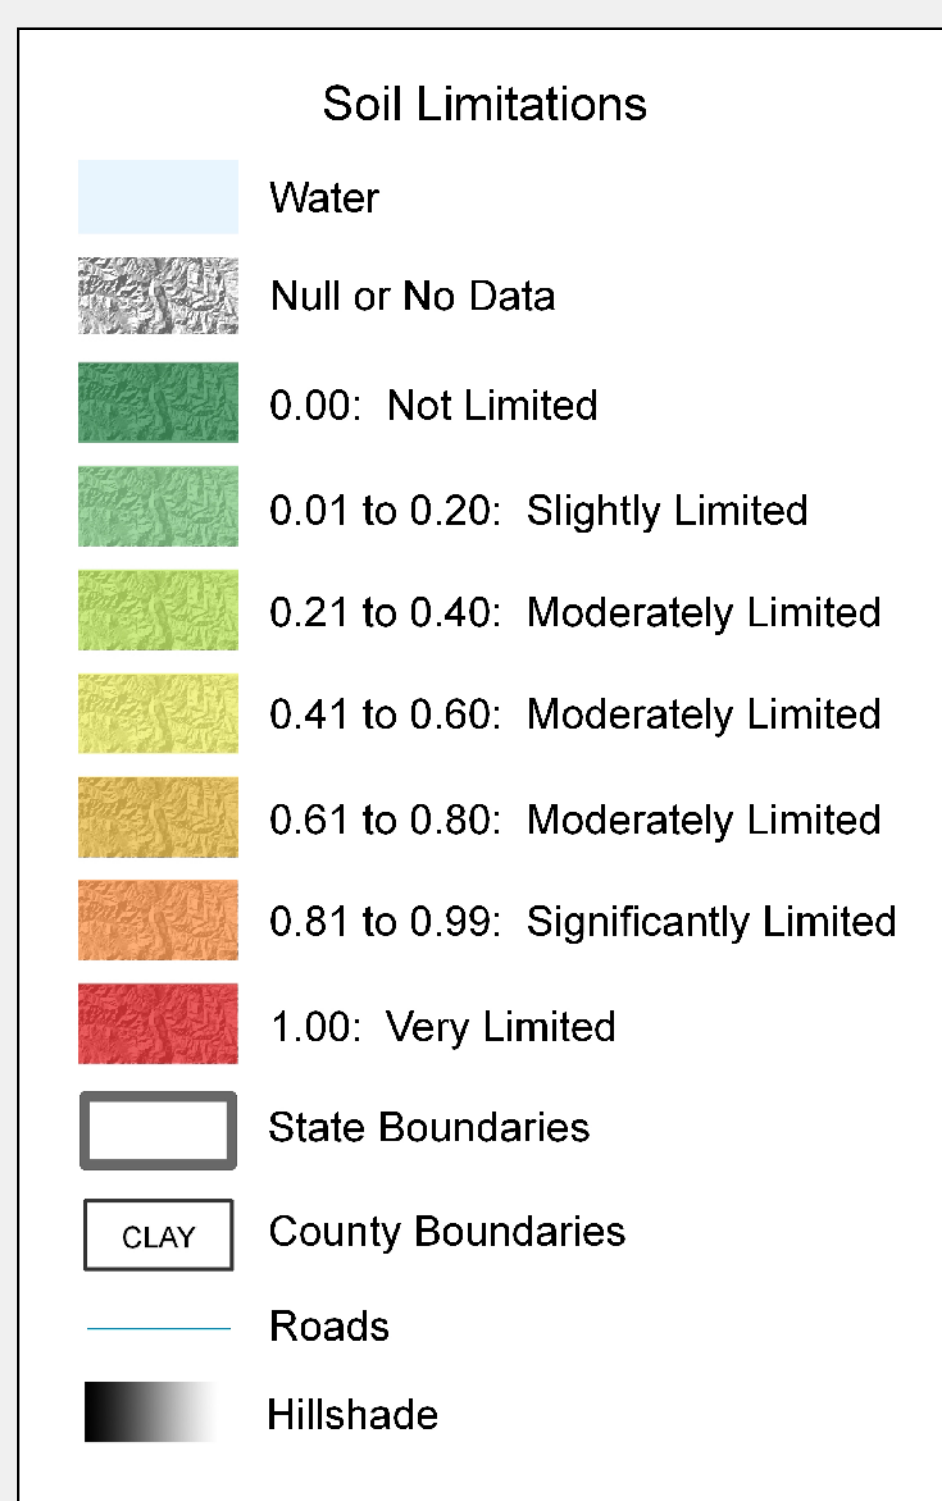 Soil Limitations
Water
Null or No Data
0.00:  Not Limited
0.01 to 0.20:  Slightly Limited
0.21 to 0.40:  Moderately Limited
0.41 to 0.60:  Moderately Limited
0.61 to 0.80:  Moderately Limited
0.81 to 0.99:  Significantly Limited
1.00:  Very Limited
State Boundaries
CLAY County Boundaries
Roads
Hillshade